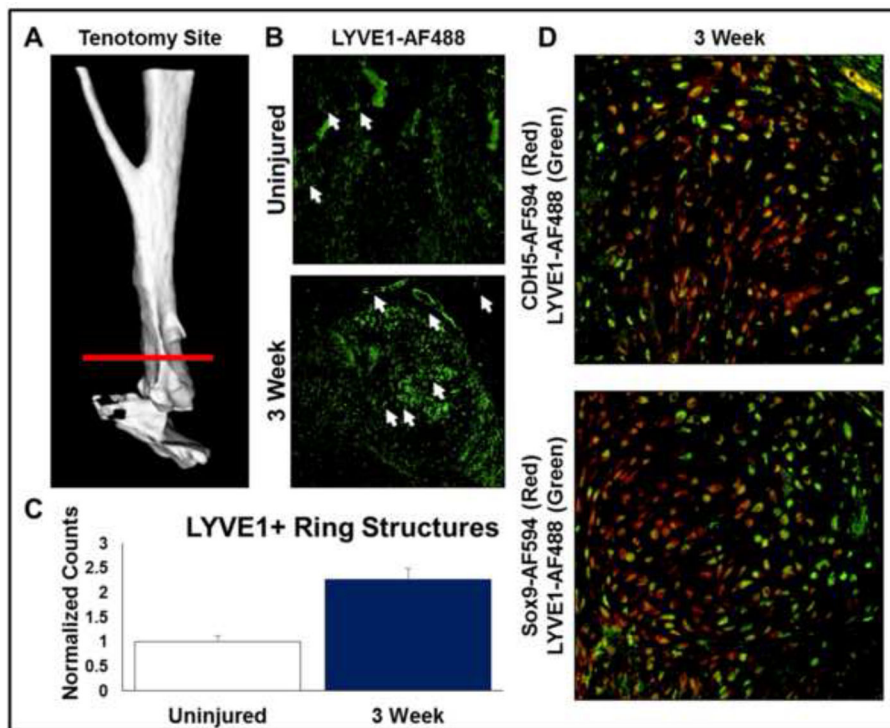 A
Tenotomy Site
B
LYVE1-AF488
Uninjured
3 Week
C
LYVE1+ Ring Structures
Normalized Counts
3
2.5
2
1.5
1
0.5
0
Uninjured
3 Week
D
3 Week
CDH5-AF594 (Red)
LYVE1-AF488 (Green)
Sox9-AF594 (Red)
LYVE1-AF488 (Green)